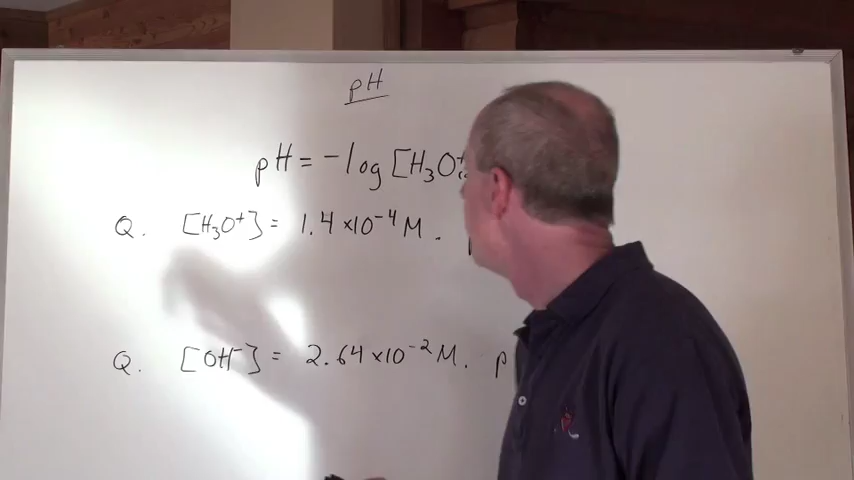 pH
pH = -log [H₃O⁺
Q. [H₃O⁺] = 1.4 ×10⁻⁴ M.
Q. [OH⁻] = 2.64 ×10⁻² M. p